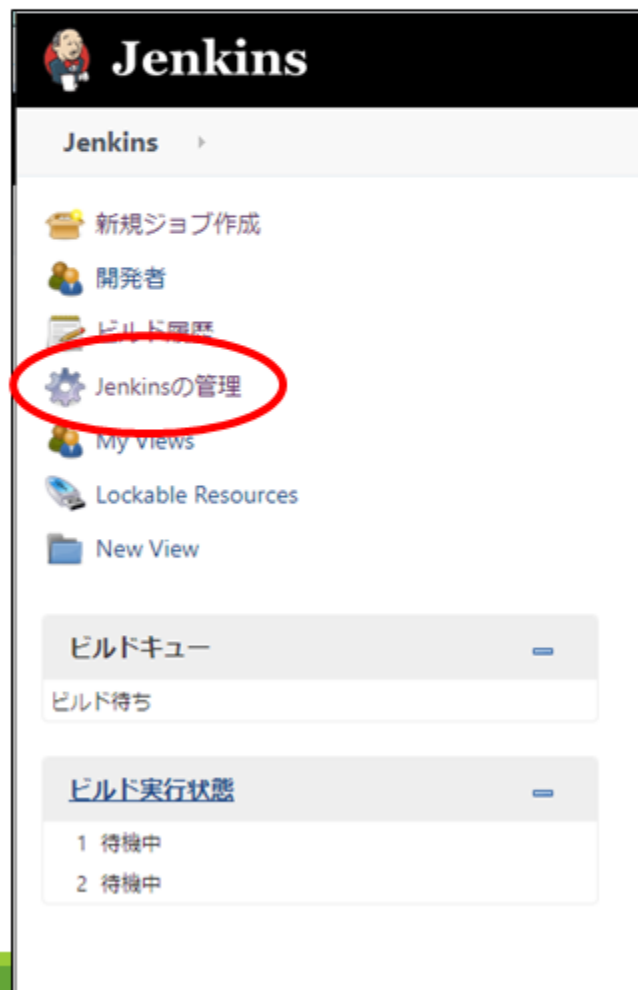 Jenkins
Jenkins
新規ジョブ作成
開発者
ビルド履歴
Jenkinsの管理
My Views
Lockable Resources
New View
ビルドキュー
ビルド待ち
ビルド実行状態
1 待機中
2 待機中